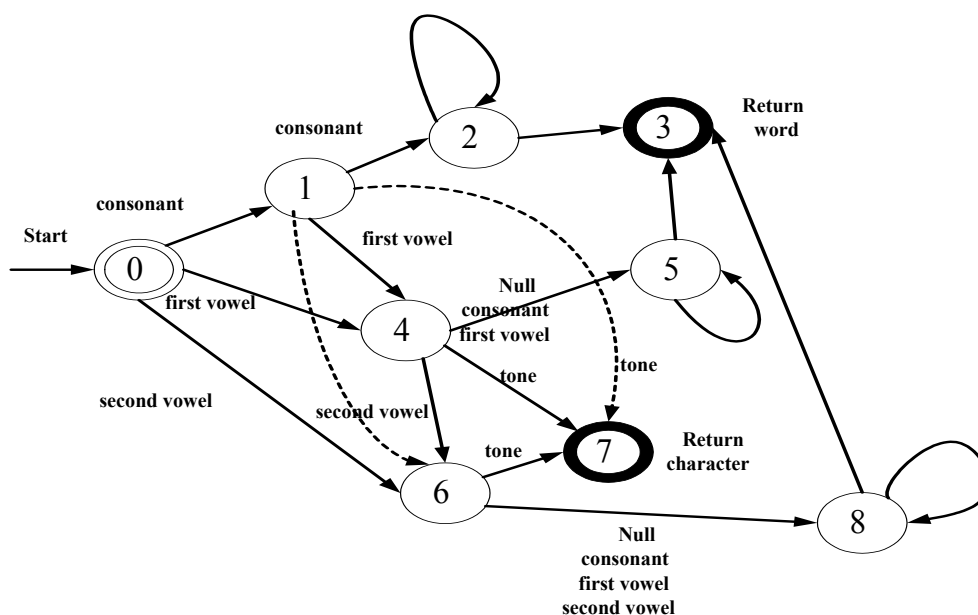 2
3
Return
word
consonant
1
consonant
Start
0
first vowel
5
first vowel
Null
consonant
first vowel
4
tone
tone
second vowel
second vowel
7
Return
character
tone
6
8
Null
consonant
first vowel
second vowel